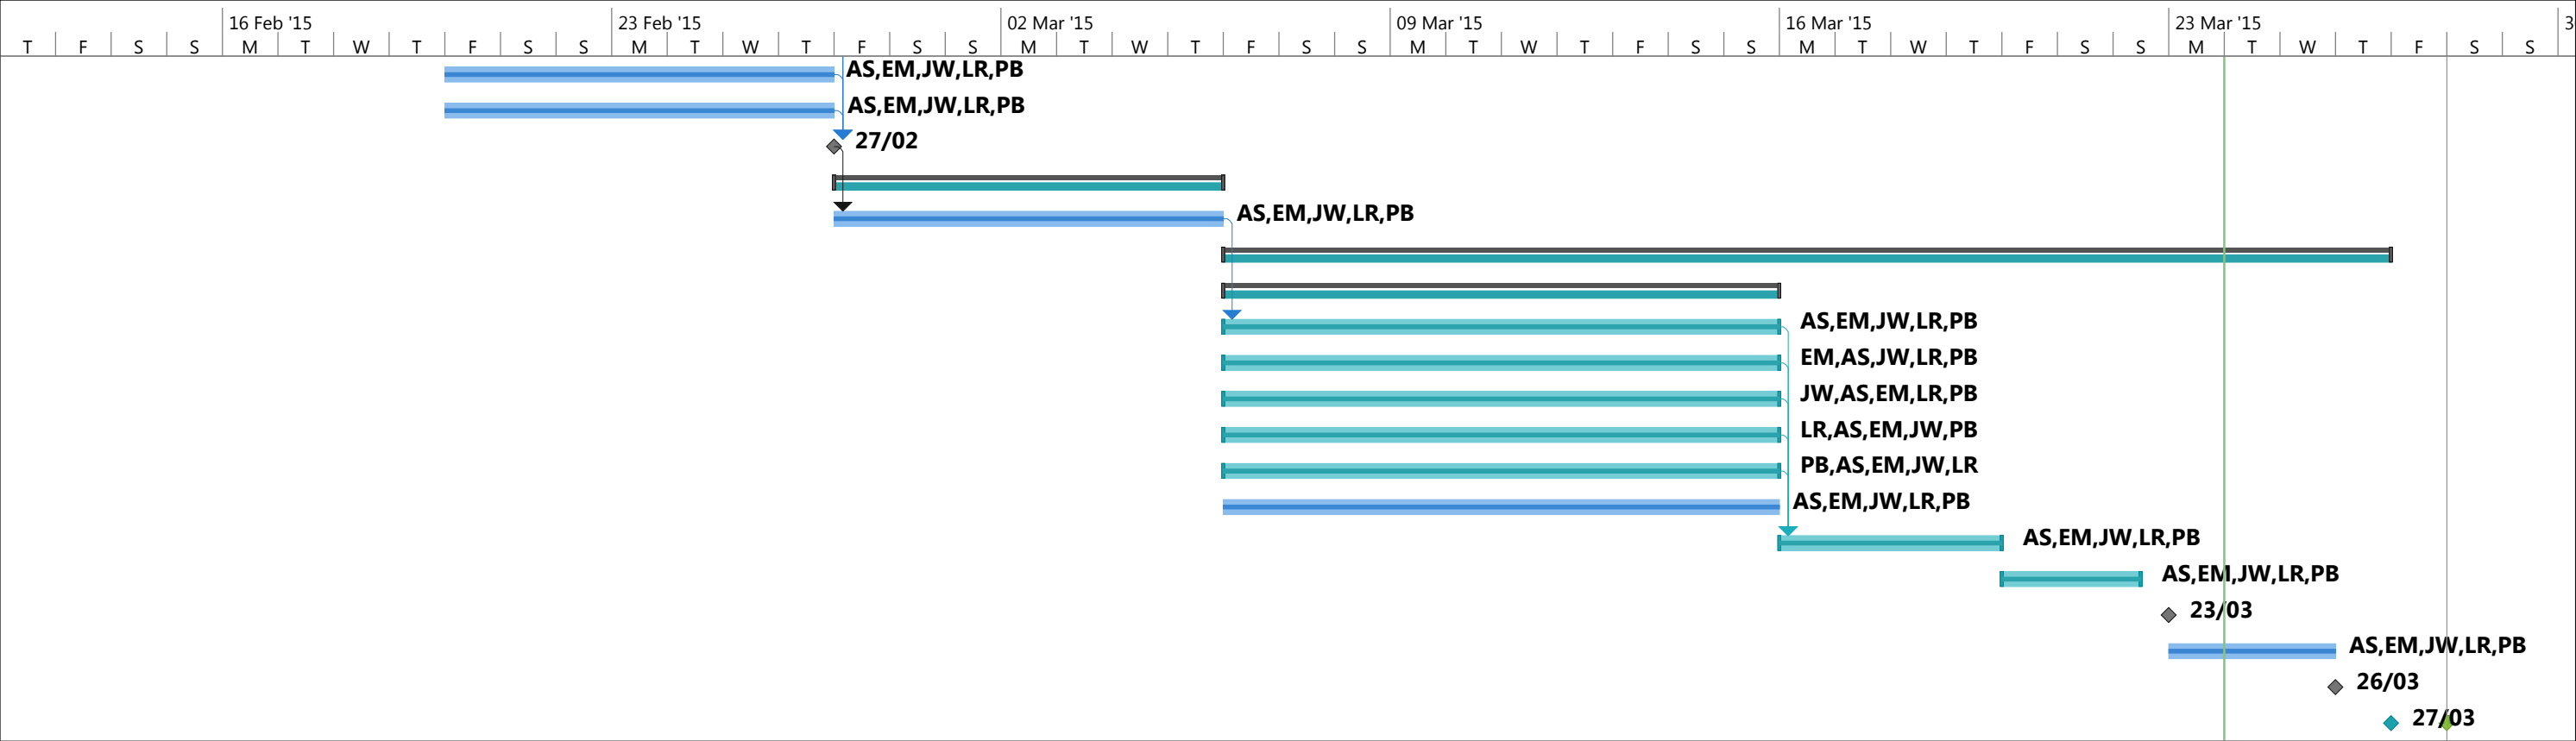 16 Feb '15 23 Feb '15 02 Mar '15 09 Mar '15 16 Mar '15 23 Mar '15 3
T F S S M T W T F S S M T W T F S S M T W T F S S M T W T F S S M T W T F S S M T W T F S S
AS,EM,JW,LR,PB
AS,EM,JW,LR,PB
27/02
AS,EM,JW,LR,PB
AS,EM,JW,LR,PB
EM,AS,JW,LR,PB
JW,AS,EM,LR,PB
LR,AS,EM,JW,PB
PB,AS,EM,JW,LR
AS,EM,JW,LR,PB
AS,EM,JW,LR,PB
AS,EM,JW,LR,PB
23/03
AS,EM,JW,LR,PB
26/03
27/03